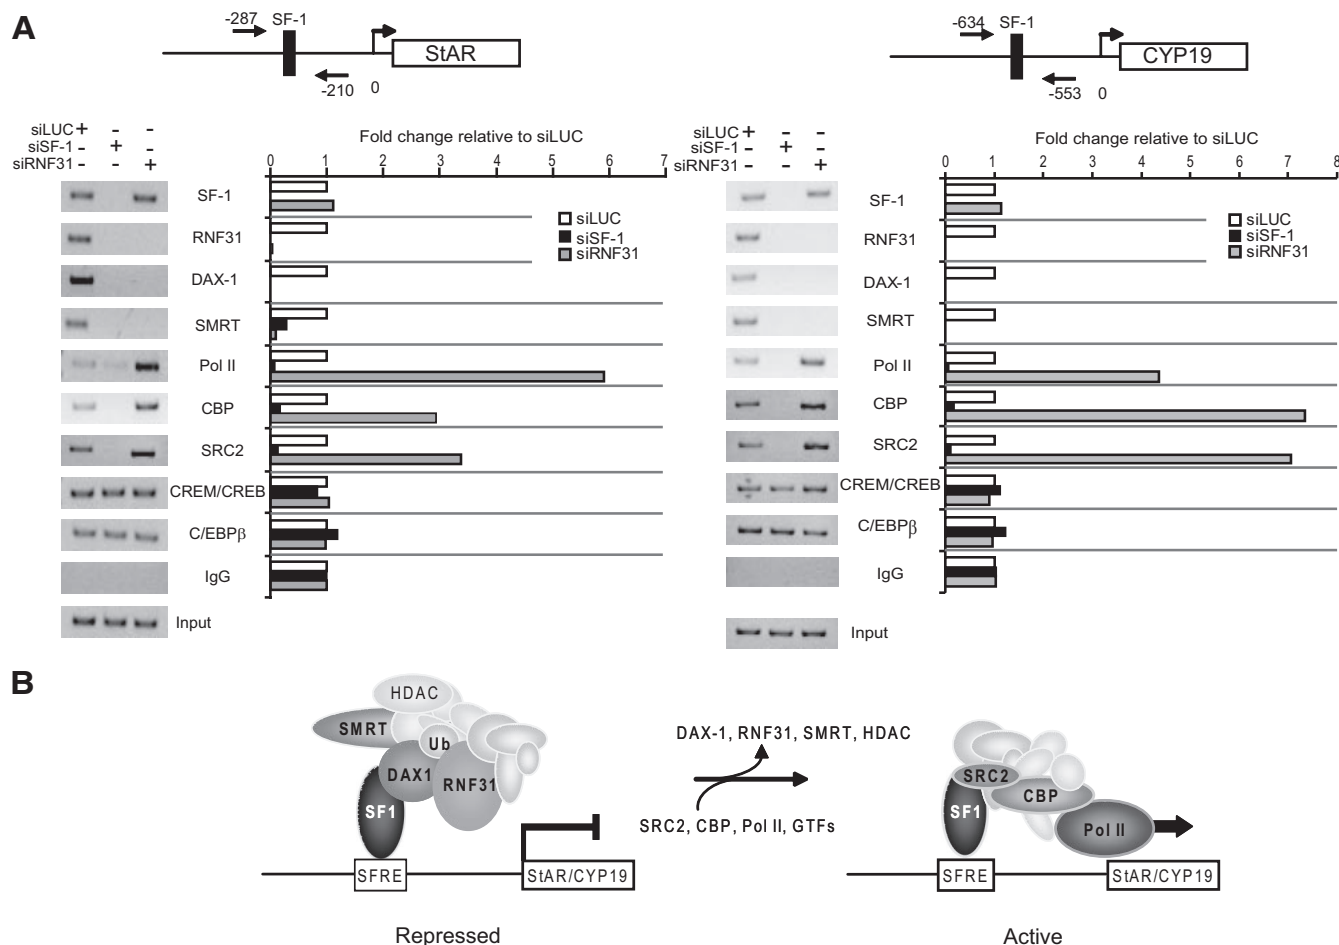 A
-287 SF-1
StAR
-210 0
-634 SF-1
CYP19
-553 0
siLUC + - -
siSF-1 - + -
siRNF31 - - +
Fold change relative to siLUC
0 1 2 3 4 5 6 7
SF-1
RNF31
DAX-1
SMRT
Pol II
CBP
SRC2
CREM/CREB
C/EBPβ
IgG
Input
siLUC
siSF-1
siRNF31
siLUC + - -
siSF-1 - + -
siRNF31 - - +
Fold change relative to siLUC
0 1 2 3 4 5 6 7 8
SF-1
RNF31
DAX-1
SMRT
Pol II
CBP
SRC2
CREM/CREB
C/EBPβ
IgG
Input
siLUC
siSF-1
siRNF31
B
HDAC
SMRT
Ub
DAX1
RNF31
SF1
SFRE
StAR/CYP19
Repressed
DAX-1, RNF31, SMRT, HDAC
SRC2, CBP, Pol II, GTFs
SRC2
CBP
SF1
Pol II
SFRE
StAR/CYP19
Active